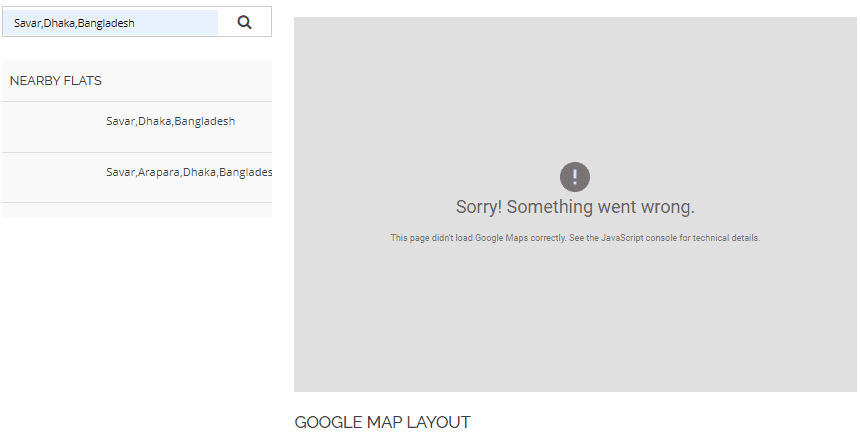 Savar,Dhaka,Bangladesh
NEARBY FLATS
Savar,Dhaka,Bangladesh
Savar,Arapara,Dhaka,Banglades
Sorry! Something went wrong.
This page didn't load Google Maps correctly. See the JavaScript console for technical details.
GOOGLE MAP LAYOUT